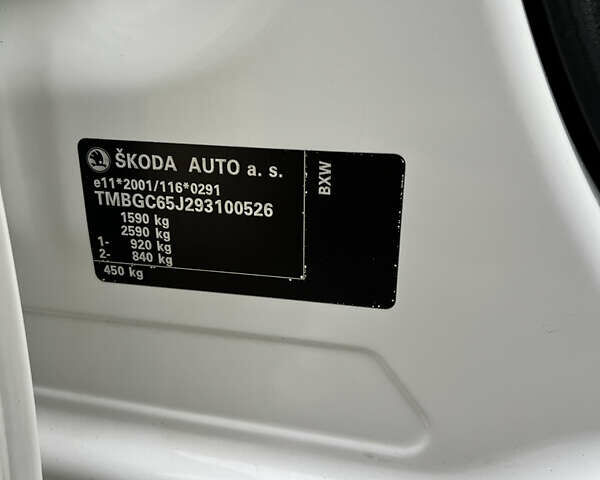 ŠKODA AUTO a. s.
e11*2001/116*0291
TMBGC65J293100526
1590 kg
2590 kg
1- 920 kg
2- 840 kg
450 kg
BXW